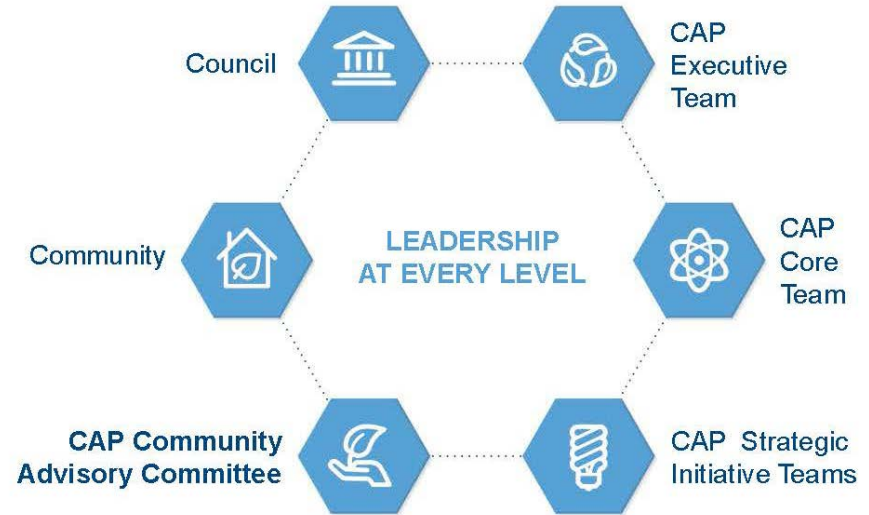 Council
CAP
Executive
Team
Community
LEADERSHIP
AT EVERY LEVEL
CAP
Core
Team
CAP Community
Advisory Committee
CAP Strategic
Initiative Teams